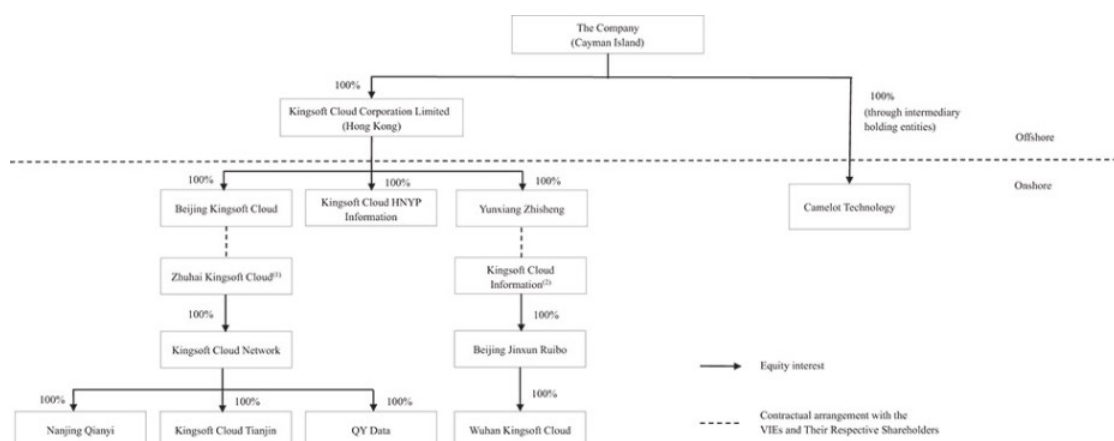 The Company
(Cayman Island)
100%
100%
(through intermediary
holding entities)
Kingsoft Cloud Corporation Limited
(Hong Kong)
Offshore
Onshore
100%
100%
100%
Beijing Kingsoft Cloud
Kingsoft Cloud HNYP
Information
Yunxiang Zhisheng
Camelot Technology
Zhuhai Kingsoft Cloud(1)
Kingsoft Cloud
Information(2)
100%
100%
Kingsoft Cloud Network
Beijing Jinxun Ruibo
Equity interest
100%
100%
100%
100%
Nanjing Qianyi
Kingsoft Cloud Tianjin
QY Data
Wuhan Kingsoft Cloud
Contractual arrangement with the
VIEs and Their Respective Shareholders